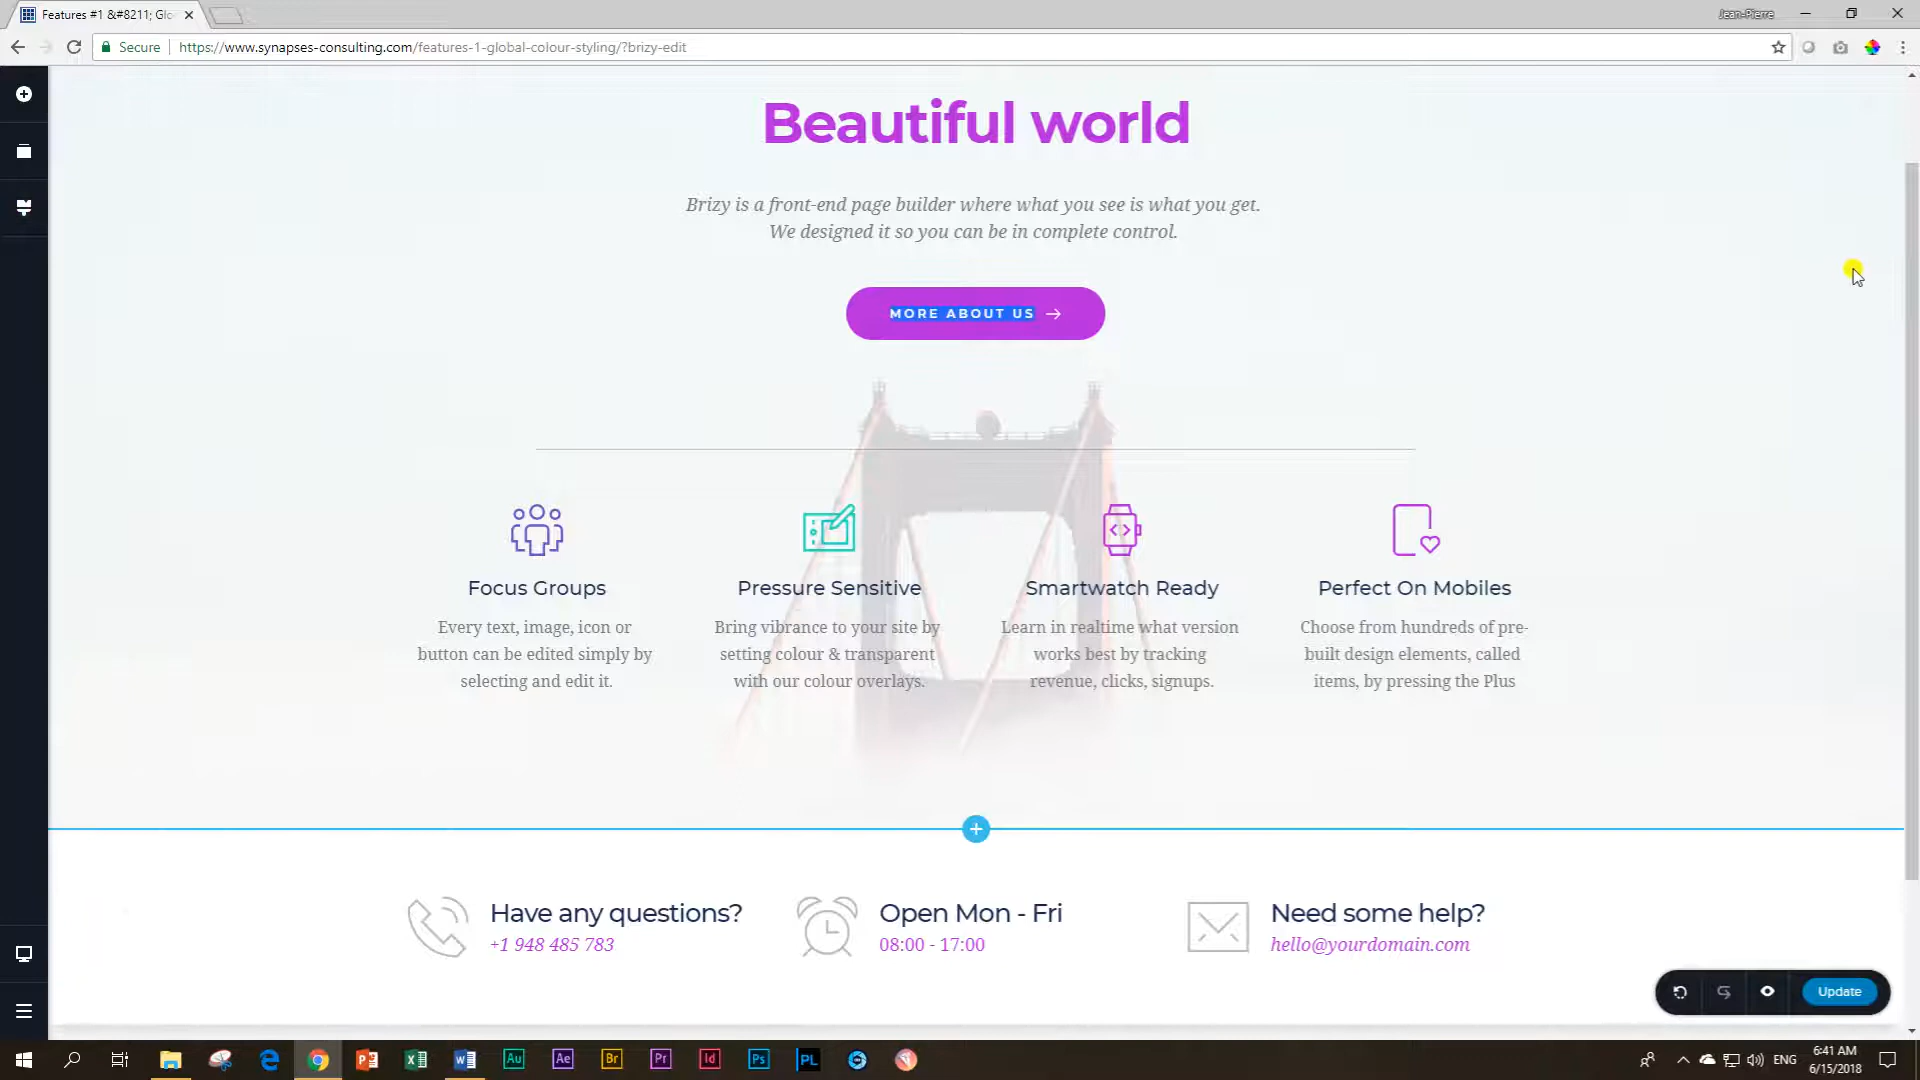 Features #1 &#8211; Glo
Jean-Pierre
Secure
https://www.synapses-consulting.com/features-1-global-colour-styling/?brizy-edit
Beautiful world
Brizy is a front-end page builder where what you see is what you get.
We designed it so you can be in complete control.
MORE ABOUT US
Focus Groups
Every text, image, icon or
button can be edited simply by
selecting and edit it.
Pressure Sensitive
Bring vibrance to your site by
setting colour & transparent
with our colour overlays.
Smartwatch Ready
Learn in realtime what version
works best by tracking
revenue, clicks, signups.
Perfect On Mobiles
Choose from hundreds of pre-
built design elements, called
items, by pressing the Plus
Have any questions?
+1 948 485 783
Open Mon - Fri
08:00 - 17:00
Need some help?
hello@yourdomain.com
Update
Au
Ae
Br
Pr
Id
Ps
PL
ENG
6:41 AM
6/15/2018